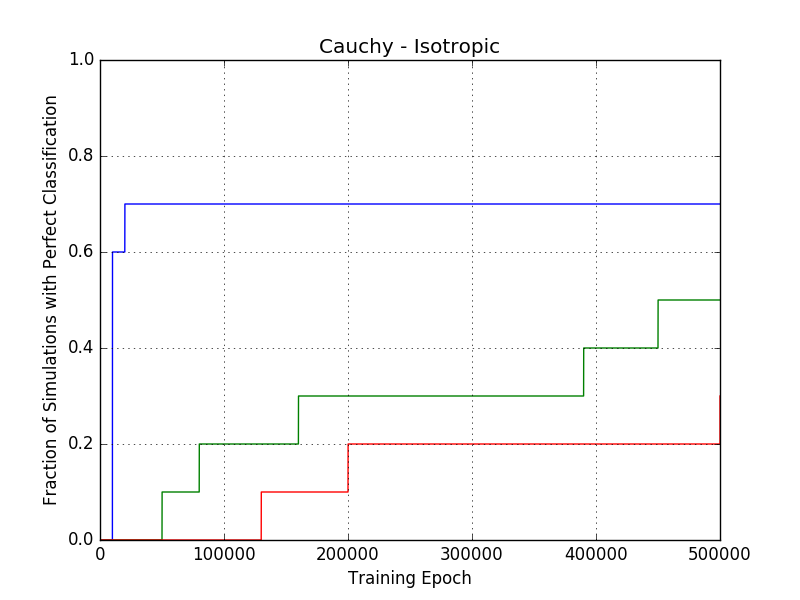 Cauchy - Isotropic
Fraction of Simulations with Perfect Classification
1.0
0.8
0.6
0.4
0.2
0.0
0 100000 200000 300000 400000 500000
Training Epoch